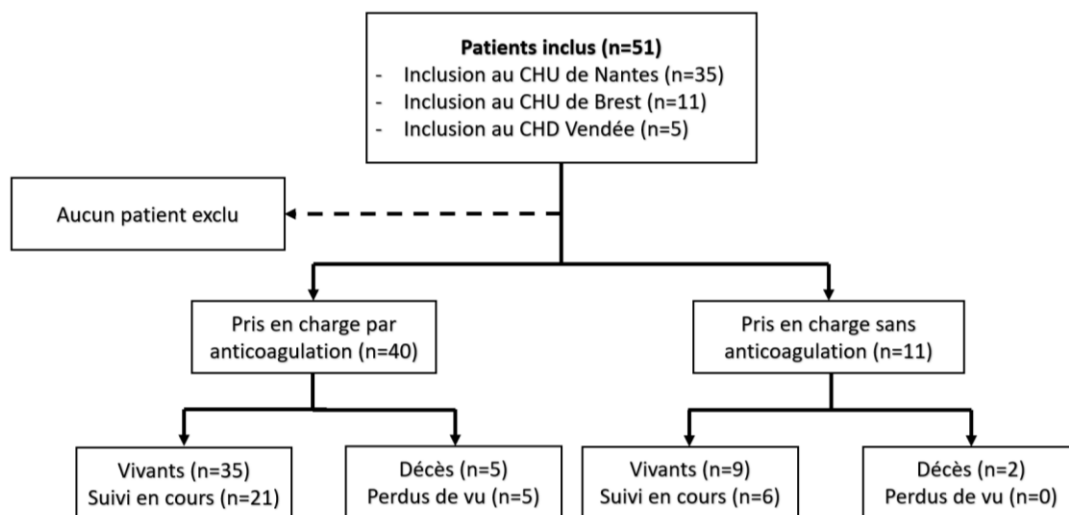 Patients inclus (n=51)
- Inclusion au CHU de Nantes (n=35)
- Inclusion au CHU de Brest (n=11)
- Inclusion au CHD Vendée (n=5)
Aucun patient exclu
Pris en charge par
anticoagulation (n=40)
Pris en charge sans
anticoagulation (n=11)
Vivants (n=35)
Suivi en cours (n=21)
Décès (n=5)
Perdus de vu (n=5)
Vivants (n=9)
Suivi en cours (n=6)
Décès (n=2)
Perdus de vu (n=0)